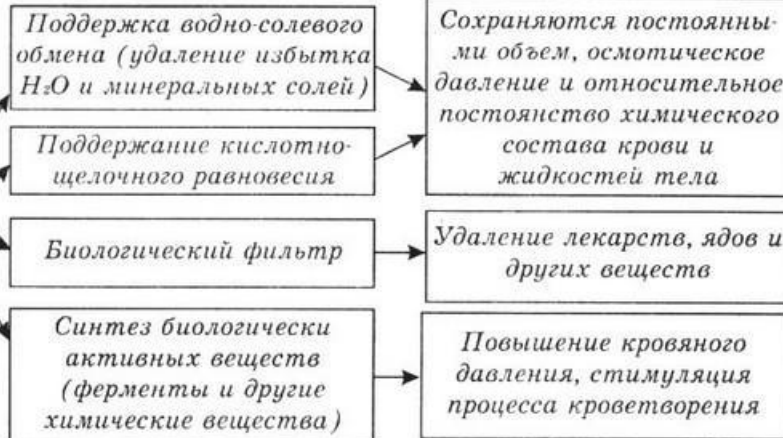 Поддержка водно-солевого
обмена (удаление избытка
H₂O и минеральных солей)
Сохраняются постоянны-
ми объем, осмотическое
давление и относительное
постоянство химического
состава крови и
жидкостей тела
Поддержание кислотно-
щелочного равновесия
Биологический фильтр
Удаление лекарств, ядов и
других веществ
Синтез биологически
активных веществ
(ферменты и другие
химические вещества)
Повышение кровяного
давления, стимуляция
процесса кроветворения